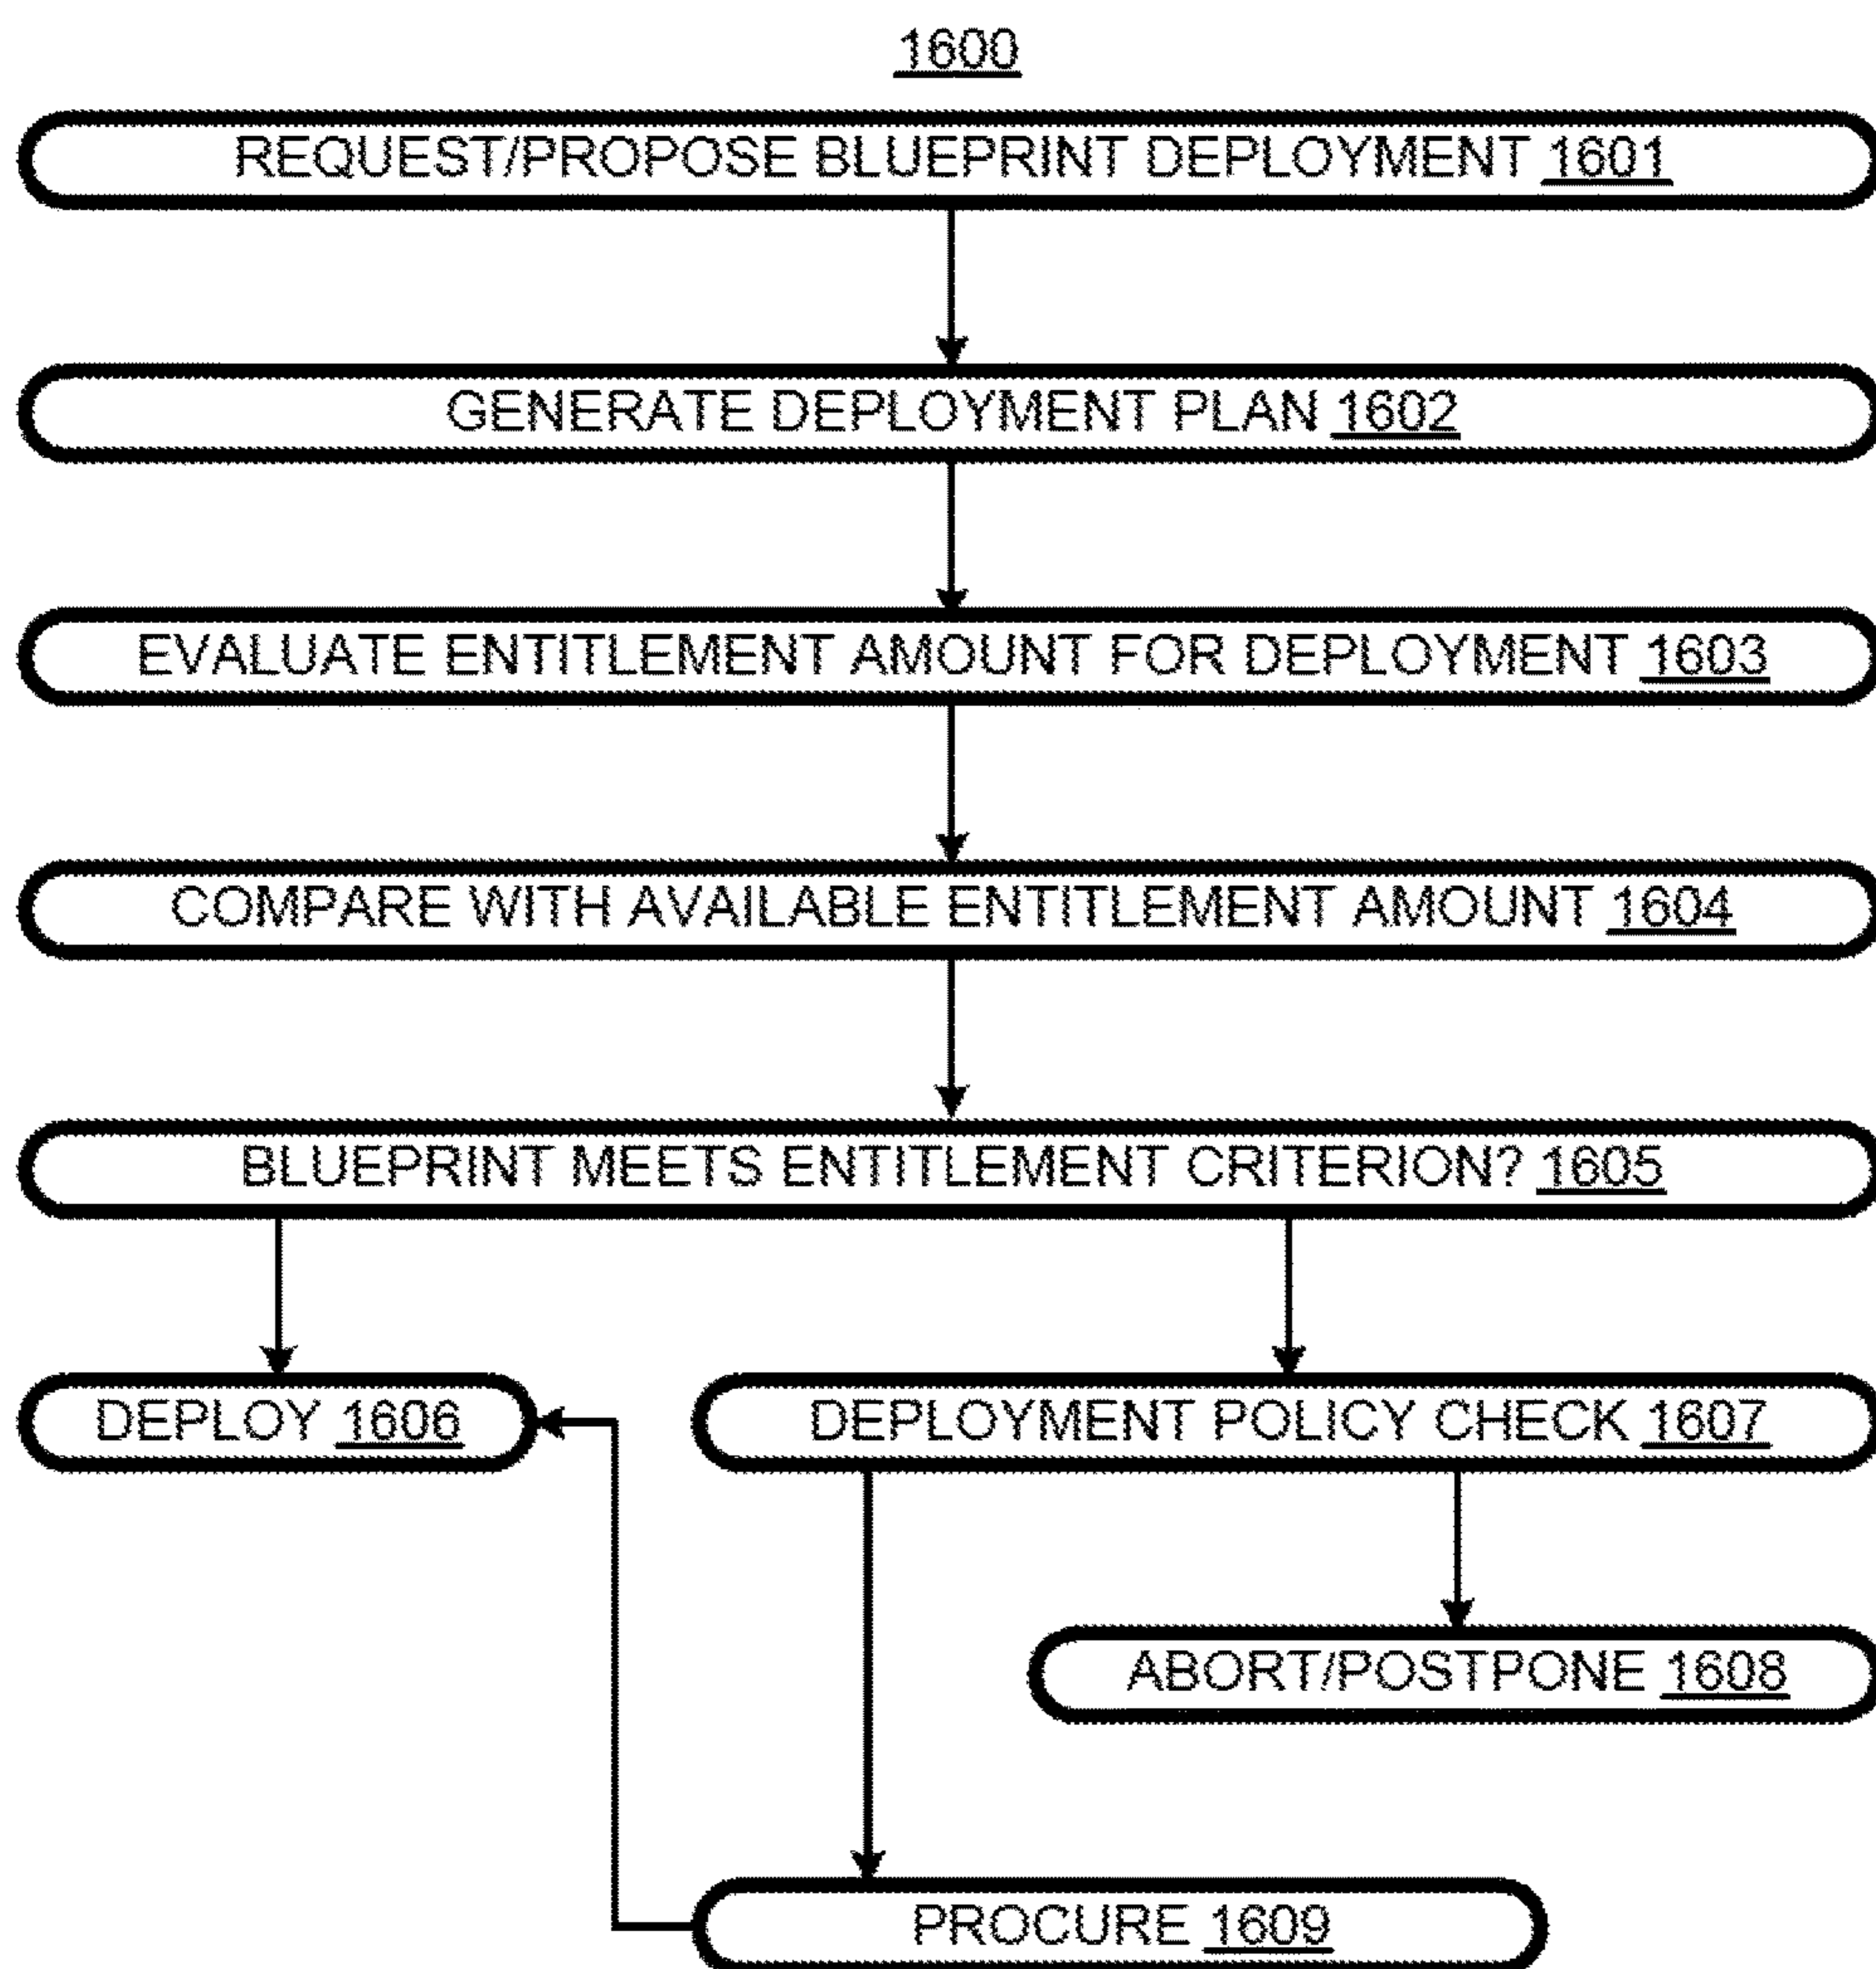 1600
REQUEST/PROPOSE BLUEPRINT DEPLOYMENT 1601
GENERATE DEPLOYMENT PLAN 1602
EVALUATE ENTITLEMENT AMOUNT FOR DEPLOYMENT 1603
COMPARE WITH AVAILABLE ENTITLEMENT AMOUNT 1604
BLUEPRINT MEETS ENTITLEMENT CRITERION? 1605
DEPLOY 1606
DEPLOYMENT POLICY CHECK 1607
ABORT/POSTPONE 1608
PROCURE 1609